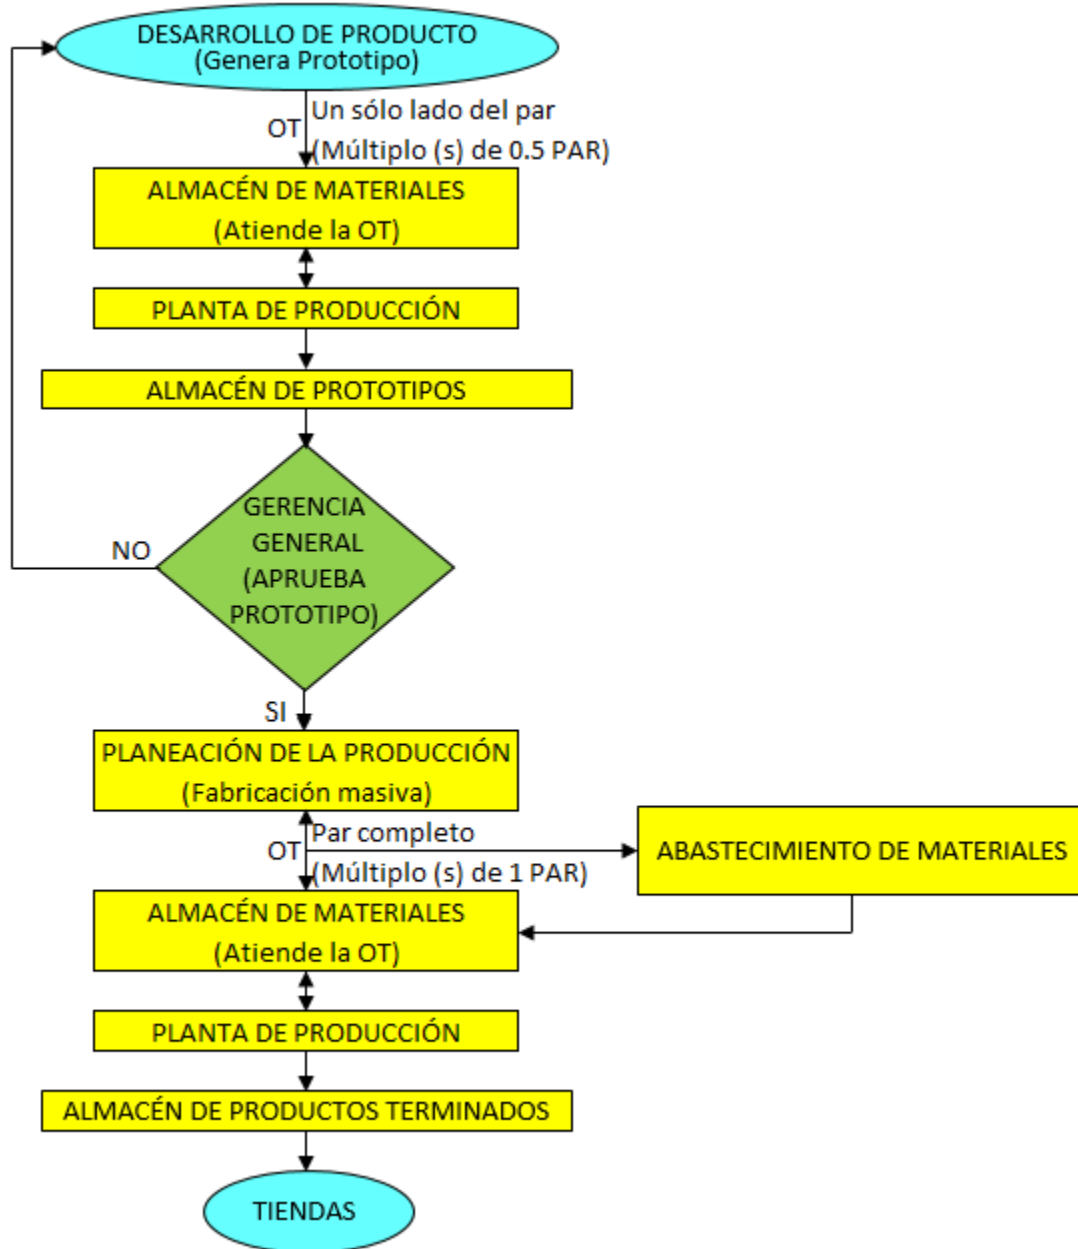 DESARROLLO DE PRODUCTO
(Genera Prototipo)
OT
Un sólo lado del par
(Múltiplo (s) de 0.5 PAR)
ALMACÉN DE MATERIALES
(Atiende la OT)
PLANTA DE PRODUCCIÓN
ALMACÉN DE PROTOTIPOS
GERENCIA
GENERAL
(APRUEBA
PROTOTIPO)
NO
SI
PLANEACIÓN DE LA PRODUCCIÓN
(Fabricación masiva)
OT
Par completo
(Múltiplo (s) de 1 PAR)
ABASTECIMIENTO DE MATERIALES
ALMACÉN DE MATERIALES
(Atiende la OT)
PLANTA DE PRODUCCIÓN
ALMACÉN DE PRODUCTOS TERMINADOS
TIENDAS